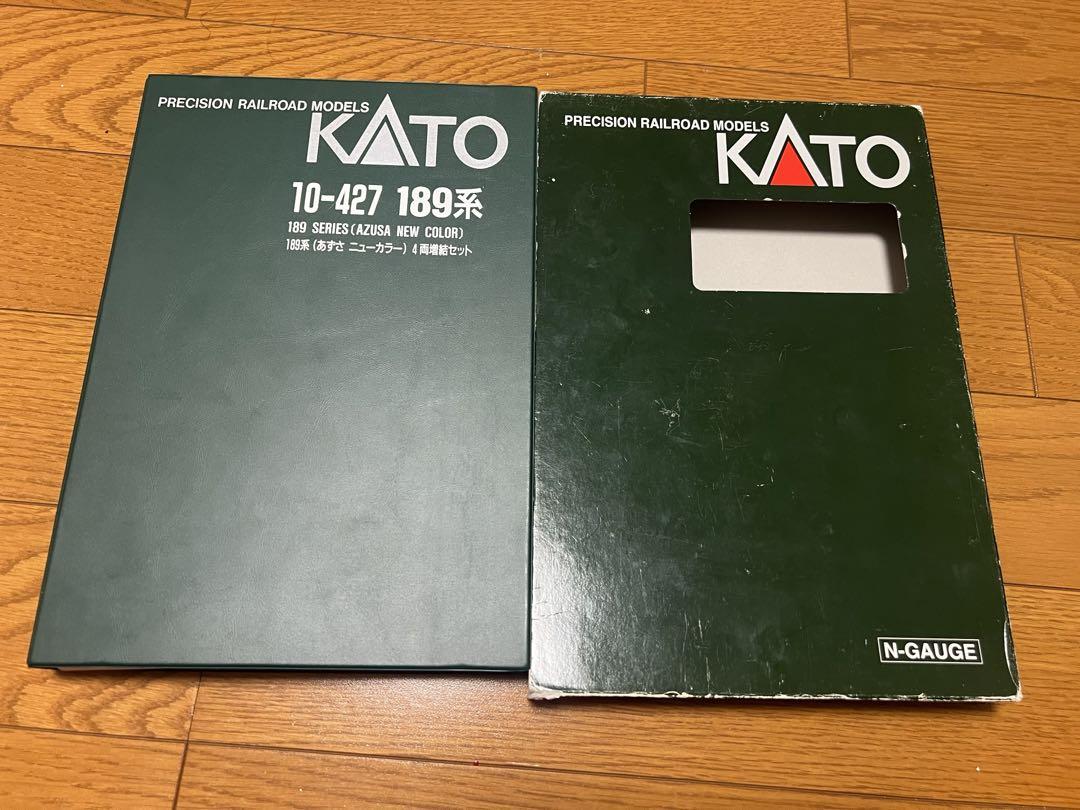 PRECISION RAILROAD MODELS
KATO
10-427 189系
189 SERIES(AZUSA NEW COLOR)
189系(あずさ ニューカラー)4両増結セット
PRECISION RAILROAD MODELS
KATO
N-GAUGE